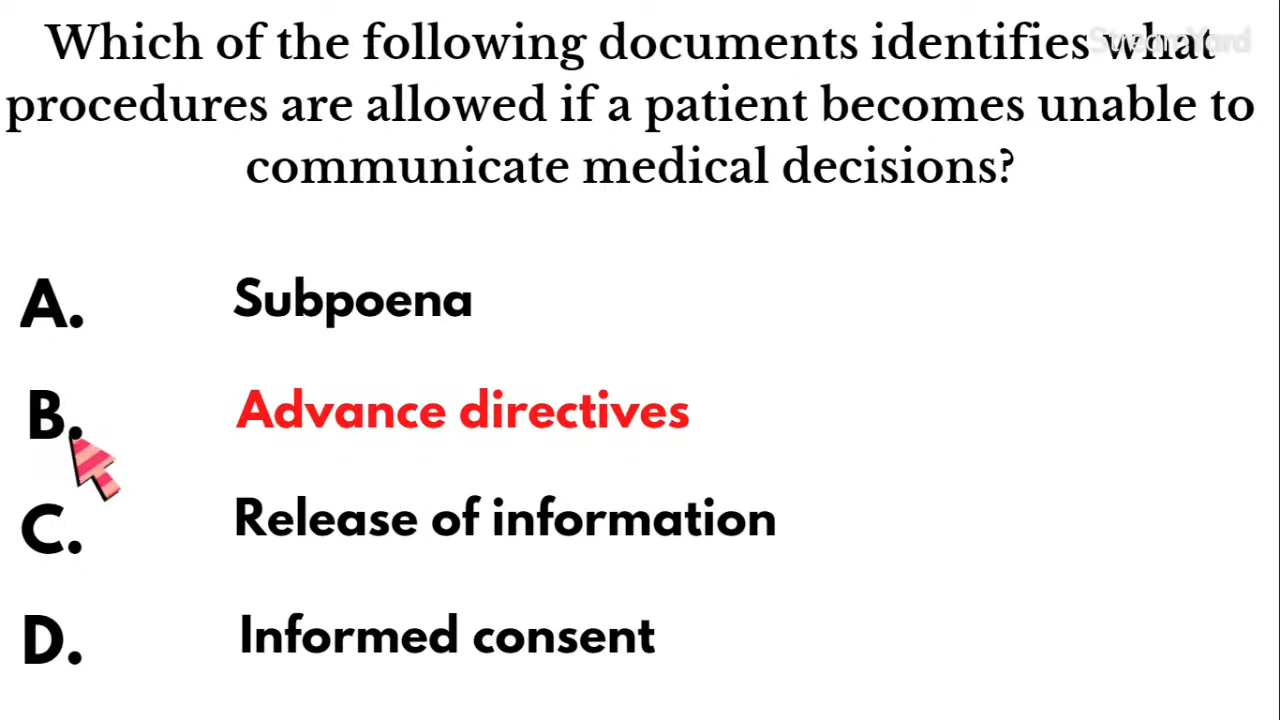 Which of the following documents identifies what
procedures are allowed if a patient becomes unable to
communicate medical decisions?
StreamYard
A. Subpoena
B. Advance directives
C. Release of information
D. Informed consent